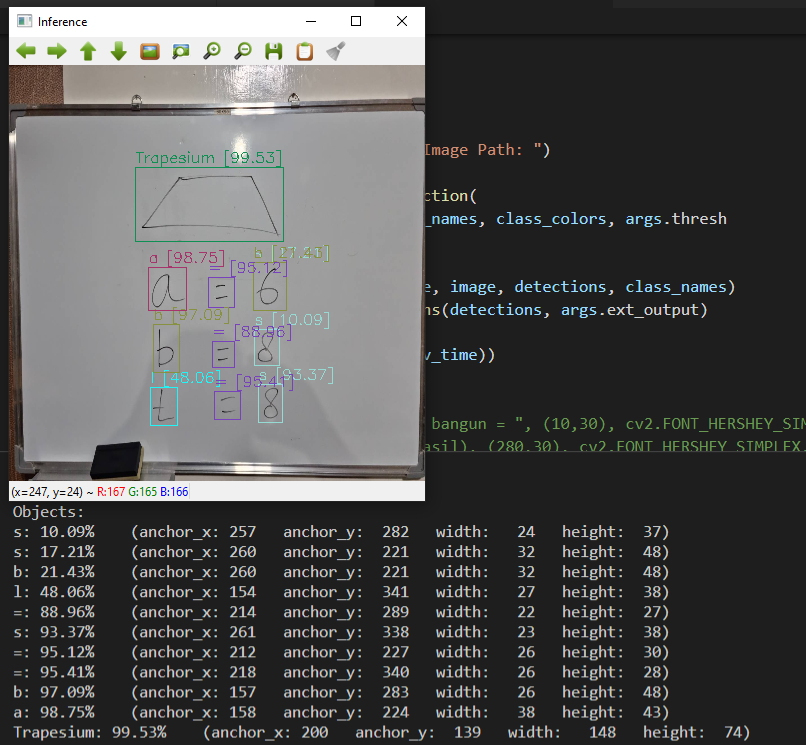 Inference
Image Path: ")
ction(
_names, class_colors, args.thresh
e, image, detections, class_names)
ns(detections, args.ext_output)
v_time))
bangun = ", (10,30), cv2.FONT_HERSHEY_SIM
asil), (280,30), cv2.FONT_HERSHEY_SIMPLEX,
Trapesium [99.53]
a [98.75]
= [95.12]
a = 6
b [97.09]
= [88.96]
s [10.09]
b = 8
l [48.06]
= [95.41]
s [93.37]
t = 8
(x=247, y=24) ~ R:167 G:165 B:166
Objects:
s: 10.09% (anchor_x: 257 anchor_y: 282 width: 24 height: 37)
s: 17.21% (anchor_x: 260 anchor_y: 221 width: 32 height: 48)
b: 21.43% (anchor_x: 260 anchor_y: 221 width: 32 height: 48)
l: 48.06% (anchor_x: 154 anchor_y: 341 width: 27 height: 38)
=: 88.96% (anchor_x: 214 anchor_y: 289 width: 22 height: 27)
s: 93.37% (anchor_x: 261 anchor_y: 338 width: 23 height: 38)
=: 95.12% (anchor_x: 212 anchor_y: 227 width: 26 height: 30)
=: 95.41% (anchor_x: 218 anchor_y: 340 width: 26 height: 28)
b: 97.09% (anchor_x: 157 anchor_y: 283 width: 26 height: 48)
a: 98.75% (anchor_x: 158 anchor_y: 224 width: 38 height: 43)
Trapesium: 99.53% (anchor_x: 200 anchor_y: 139 width: 148 height: 74)